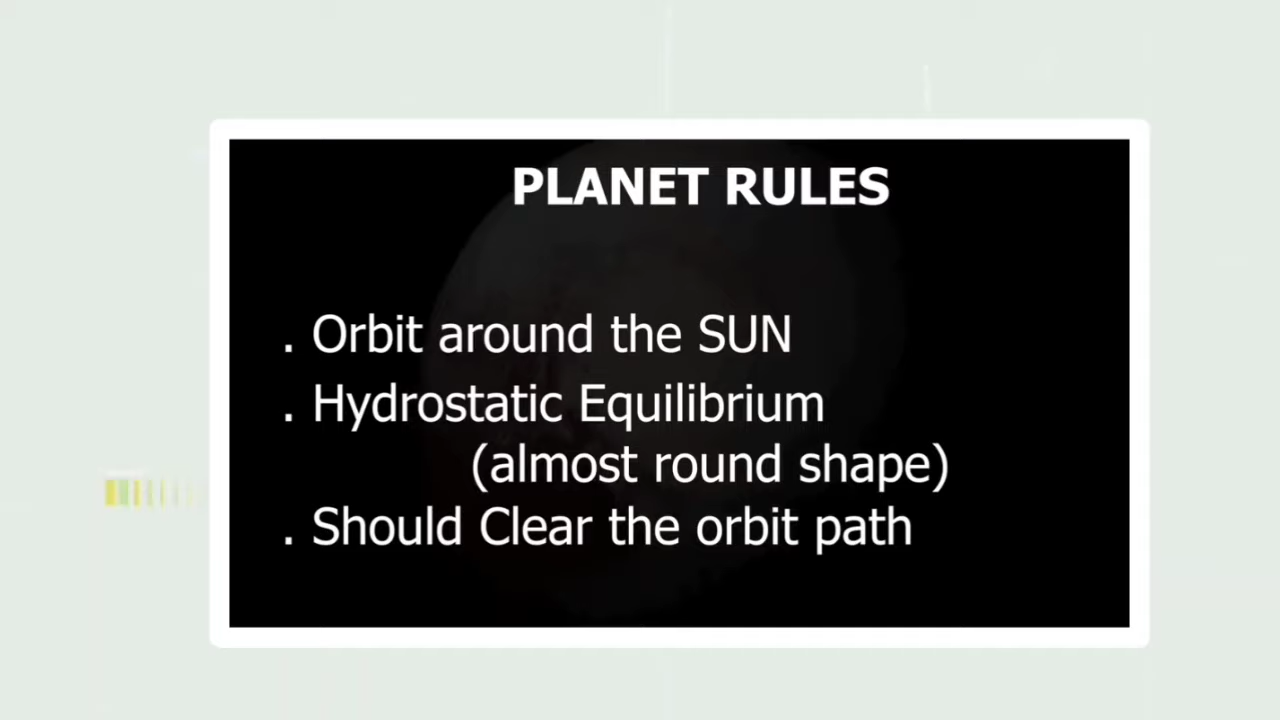 PLANET RULES
. Orbit around the SUN
. Hydrostatic Equilibrium
(almost round shape)
. Should Clear the orbit path